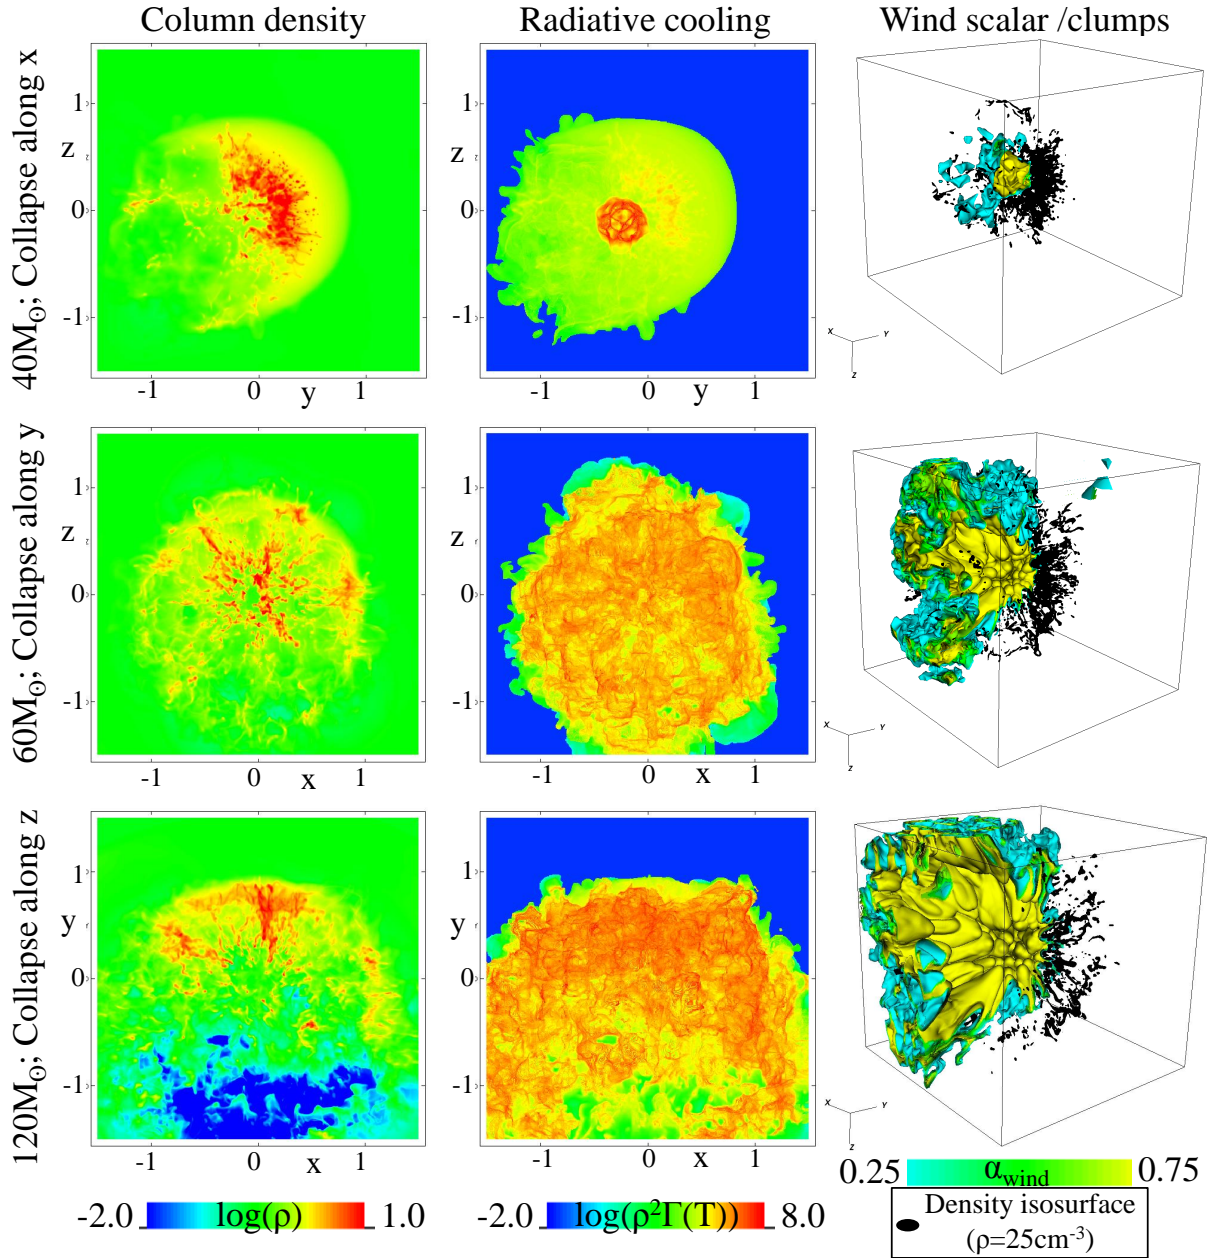 Column density
Radiative cooling
Wind scalar /clumps
40M⊙; Collapse along x
1
z
z
0
-1
-1 0 y 1
1
z
0
-1
-1 0 y 1
X Y
Z
60M⊙; Collapse along y
1
z
z
0
-1
-1 0 x 1
1
z
0
-1
-1 0 x 1
X Y
Z
120M⊙; Collapse along z
1
y
0
-1
-1 0 x 1
1
y
0
-1
-1 0 x 1
X Y
Z
-2.0 log(ρ) 1.0
-2.0 log(ρ²Γ(T)) 8.0
0.25 α_wind 0.75
Density isosurface
(ρ=25cm⁻³)